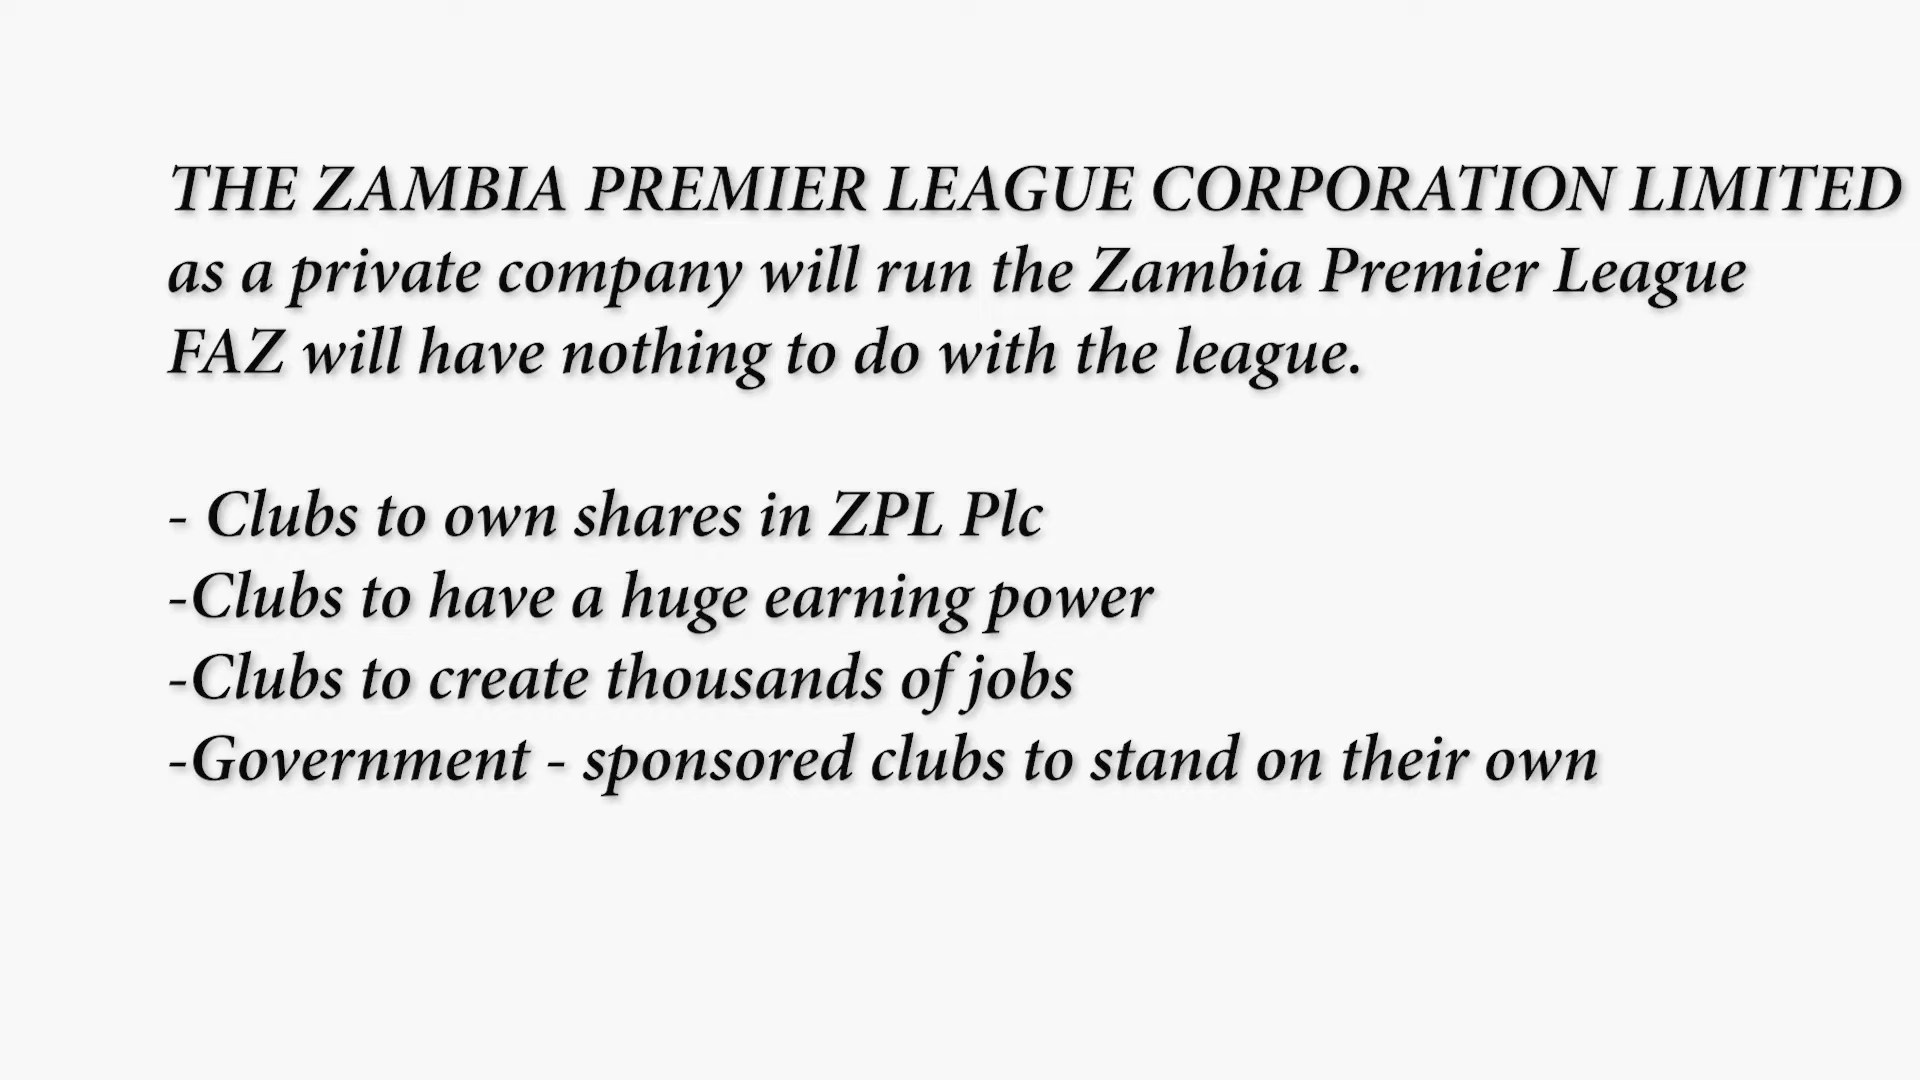 THE ZAMBIA PREMIER LEAGUE CORPORATION LIMITED
as a private company will run the Zambia Premier League
FAZ will have nothing to do with the league.
- Clubs to own shares in ZPL Plc
-Clubs to have a huge earning power
-Clubs to create thousands of jobs
-Government - sponsored clubs to stand on their own